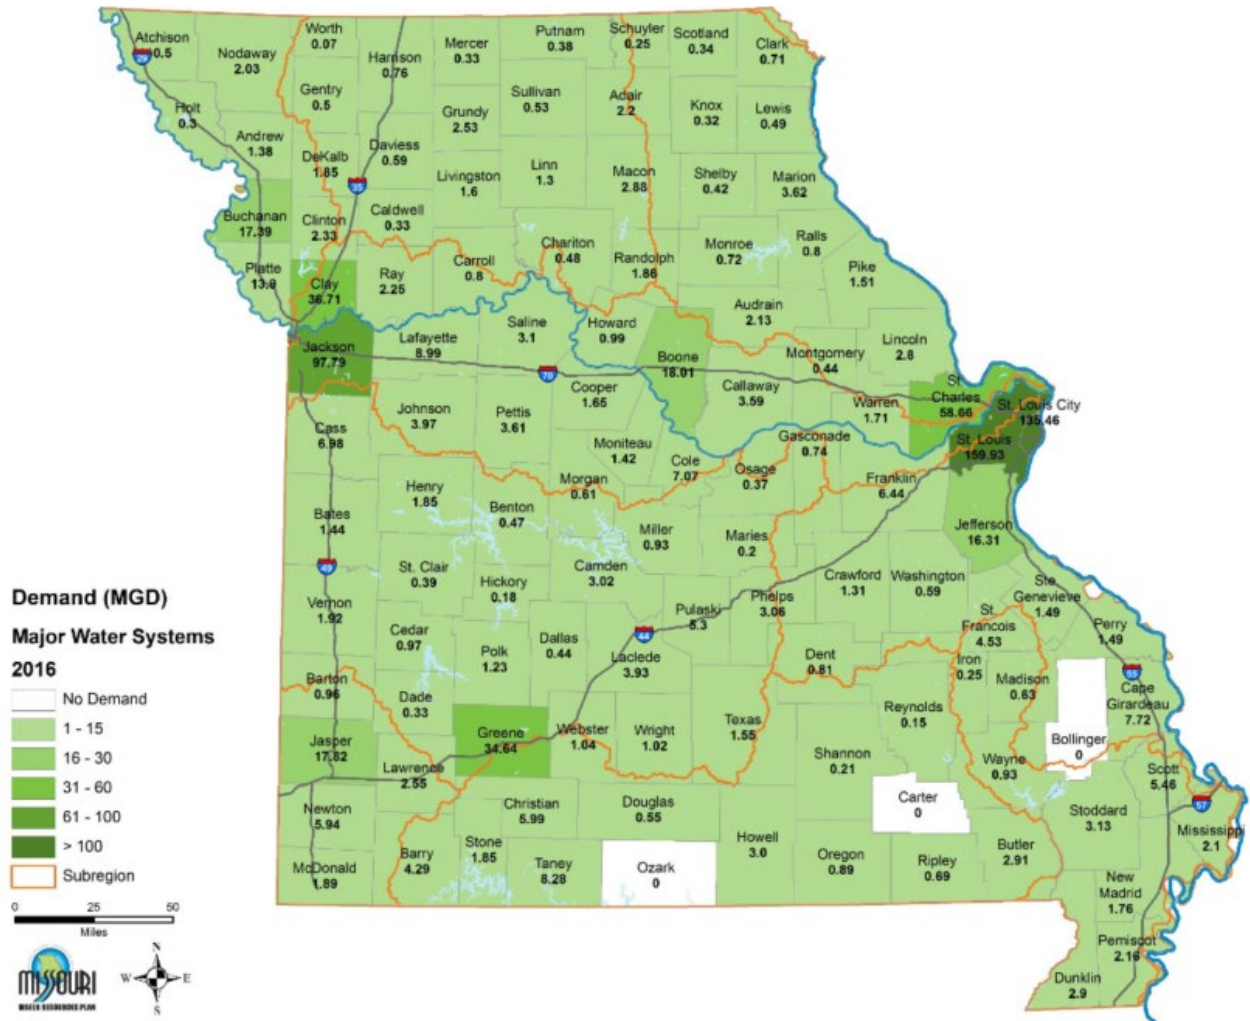 Atchison
0.5
Nodaway
2.03
Worth
0.07
Harrison
0.76
Mercer
0.33
Putnam
0.38
Schuyler
0.25
Scotland
0.34
Clark
0.71
29
Gentry
0.5
Sullivan
0.53
Adair
2.2
Knox
0.32
Lewis
0.49
Holt
0.3
Grundy
2.53
Andrew
1.38
DeKalb
1.85
Daviess
0.59
Livingston
1.6
Linn
1.3
Macon
2.88
Shelby
0.42
Marion
3.62
35
Buchanan
17.39
Clinton
2.33
Caldwell
0.33
Chariton
0.48
Randolph
1.86
Monroe
0.72
Ralls
0.8
Platte
13.9
Clay
36.71
Ray
2.25
Carroll
0.8
Pike
1.51
Audrain
2.13
Jackson
97.79
Lafayette
8.99
Saline
3.1
Howard
0.99
Boone
18.01
Montgomery
0.44
Lincoln
2.8
70
Cooper
1.65
Callaway
3.59
Warren
1.71
St
Charles
58.66
St. Louis City
135.46
Cass
6.98
Johnson
3.97
Pettis
3.61
Moniteau
1.42
Cole
7.07
Osage
0.37
Gasconade
0.74
St. Louis
159.93
Franklin
6.44
Morgan
0.61
Henry
1.85
Benton
0.47
Bates
1.44
Miller
0.93
Maries
0.2
Jefferson
16.31
49
St. Clair
0.39
Hickory
0.18
Camden
3.02
Crawford
1.31
Washington
0.59
Ste
Genevieve
1.49
Vernon
1.92
Pulaski
5.3
Phelps
3.06
St
Francois
4.53
Perry
1.49
Cedar
0.97
Polk
1.23
Dallas
0.44
44
Laclede
3.93
Dent
0.81
Iron
0.25
Madison
0.63
55
Cape
Girardeau
7.72
Barton
0.96
Dade
0.33
Reynolds
0.15
Jasper
17.82
Greene
34.64
Webster
1.04
Wright
1.02
Texas
1.55
Shannon
0.21
Bollinger
0
Lawrence
2.55
Wayne
0.93
Scott
5.46
Newton
5.94
Christian
5.99
Douglas
0.55
Carter
0
Stoddard
3.13
57
Mississippi
2.1
McDonald
1.89
Barry
4.29
Stone
1.85
Taney
8.28
Ozark
0
Howell
3.0
Oregon
0.89
Ripley
0.69
Butler
2.91
New
Madrid
1.76
Pemiscot
2.16
Dunklin
2.9
Demand (MGD)
Major Water Systems
2016
No Demand
1 - 15
16 - 30
31 - 60
61 - 100
> 100
Subregion
0 25 50
Miles
MISSOURI
WATER RESOURCES PLAN
N
W E
S